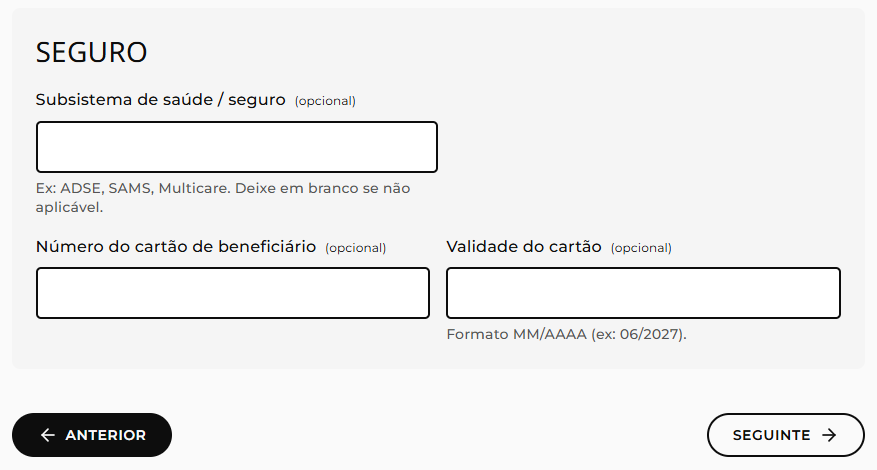 SEGURO
Subsistema de saúde / seguro (opcional)
Ex: ADSE, SAMS, Multicare. Deixe em branco se não
aplicável.
Número do cartão de beneficiário (opcional)
Validade do cartão (opcional)
Formato MM/AAAA (ex: 06/2027).
← ANTERIOR
SEGUINTE →